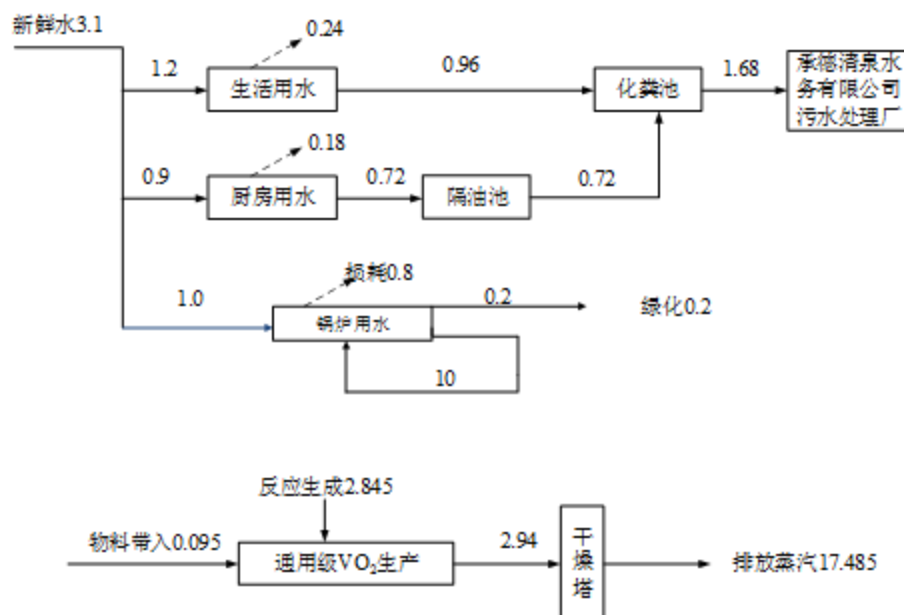 新鲜水3.1
0.24
1.2
生活用水
0.96
化粪池
1.68
承德清泉水
务有限公司
污水处理厂
0.18
0.9
厨房用水
0.72
隔油池
0.72
损耗0.8
1.0
锅炉用水
0.2
绿化0.2
10
反应生成2.845
物料带入0.095
通用级VO₂生产
2.94
干
燥
塔
排放蒸汽17.485